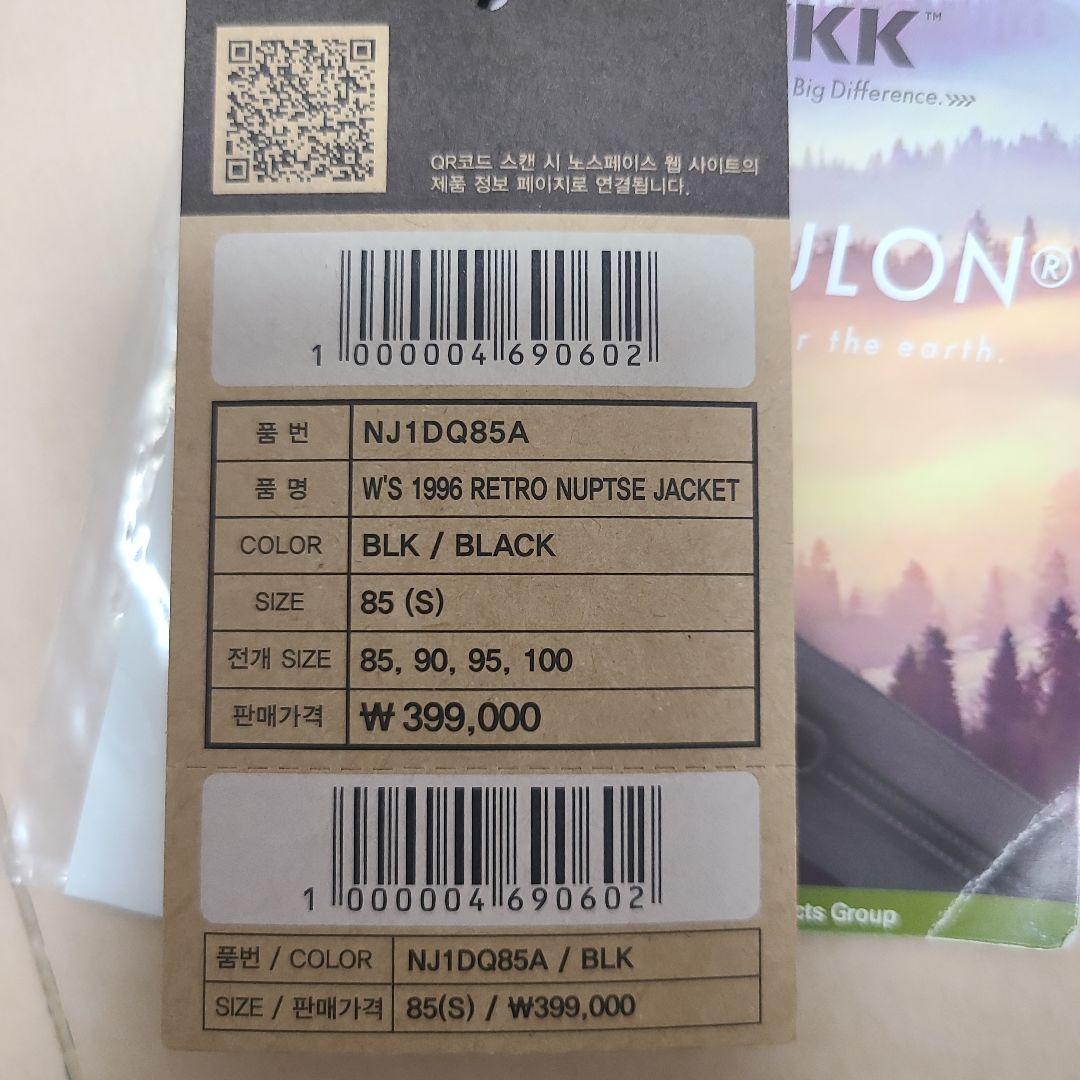 KK™
Big Difference.
QR코드 스캔 시 노스페이스 웹 사이트의
제품 정보 페이지로 연결됩니다.
ULON®
r the earth.
1 000004 690602
품 번 NJ1DQ85A
품 명 W'S 1996 RETRO NUPTSE JACKET
COLOR BLK / BLACK
SIZE 85 (S)
전개 SIZE 85, 90, 95, 100
판매가격 ₩ 399,000
1 000004 690602
cts Group
품번 / COLOR NJ1DQ85A / BLK
SIZE / 판매가격 85(S) / ₩399,000